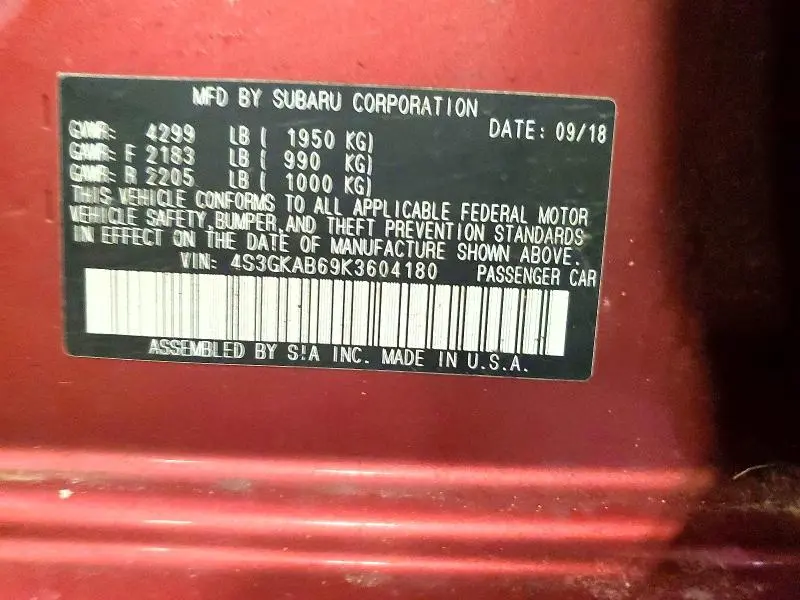 MFD BY SUBARU CORPORATION
DATE: 09/18
GVWR: 4299 LB ( 1950 KG)
GAWR: F 2183 LB ( 990 KG)
GAWR: R 2205 LB ( 1000 KG)
THIS VEHICLE CONFORMS TO ALL APPLICABLE FEDERAL MOTOR
VEHICLE SAFETY, BUMPER, AND THEFT PREVENTION STANDARDS
IN EFFECT ON THE DATE OF MANUFACTURE SHOWN ABOVE.
VIN: 4S3GKAB69K3604180 PASSENGER CAR
ASSEMBLED BY SIA INC. MADE IN U.S.A.